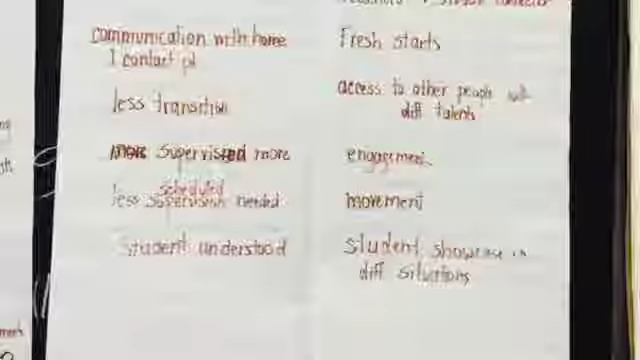 communication with home
1 contact pt
less transition
more supervised more
scheduled
less supervision needed
student understood
Fresh starts
access to other people with
diff talents
engagement
movement
student showcase in
diff situations